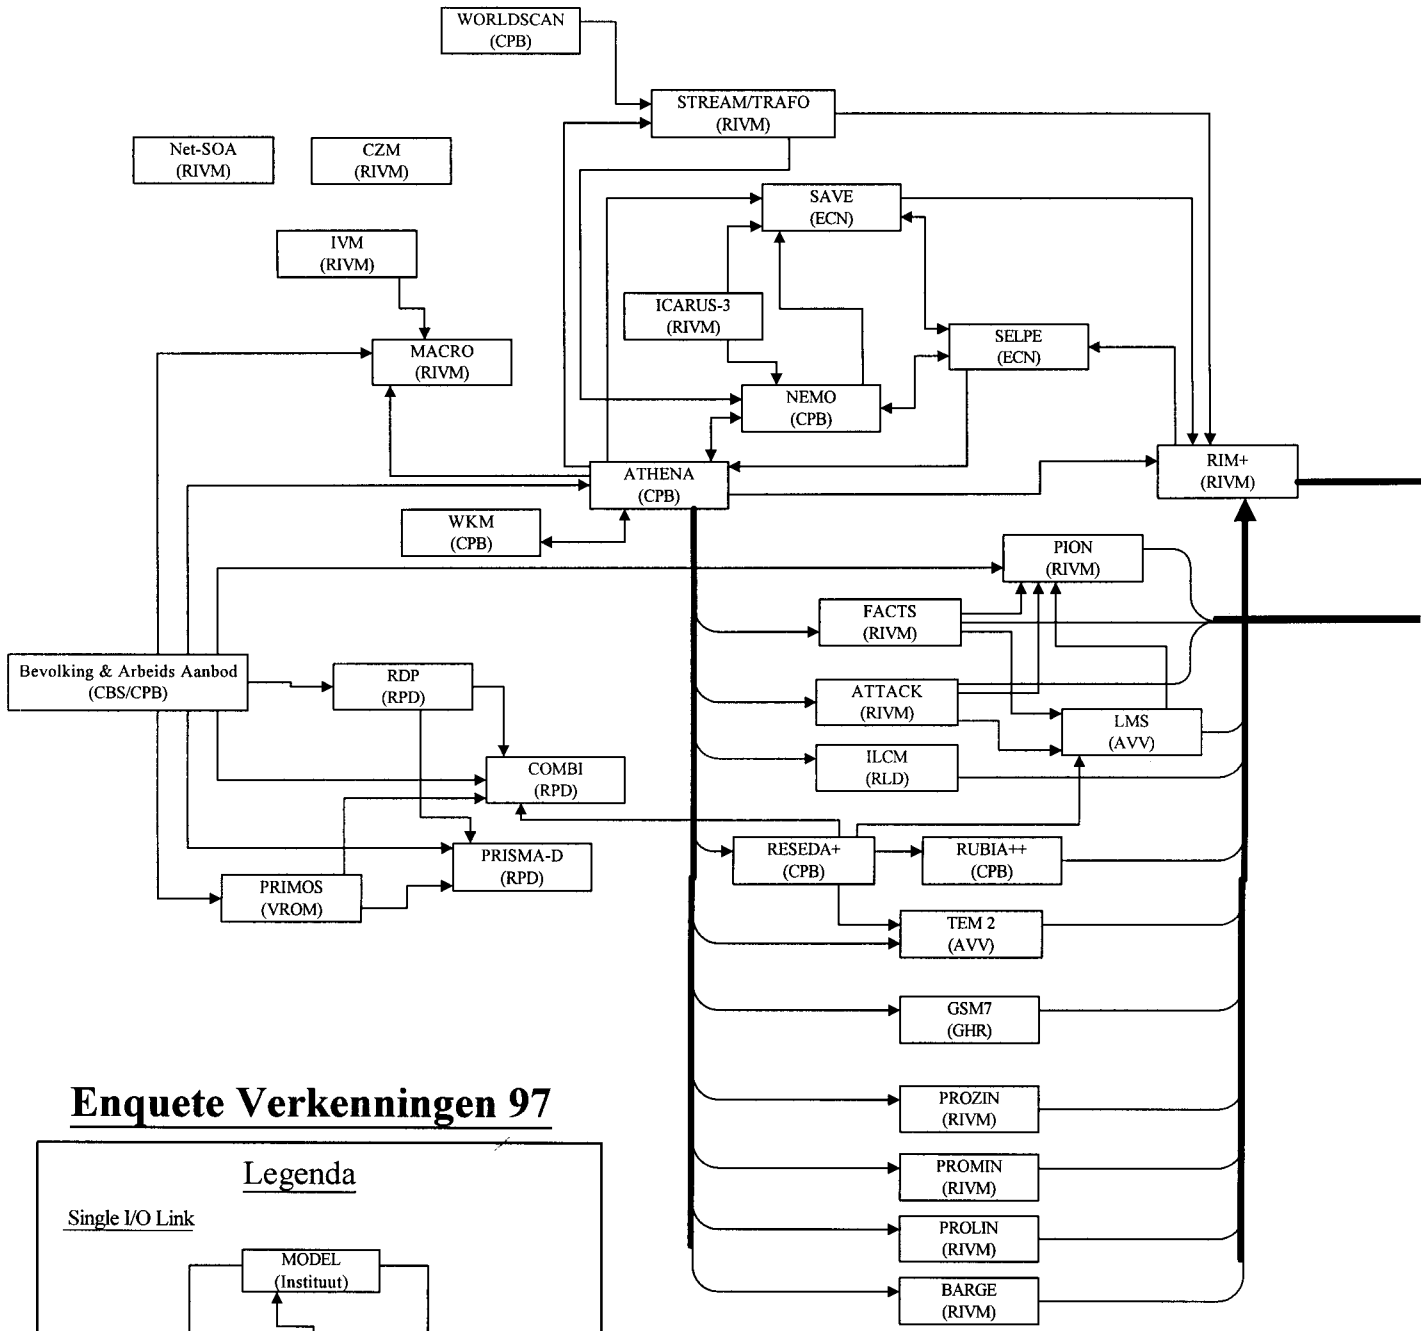 WORLDSCAN
(CPB)
STREAM/TRAFO
(RIVM)
Net-SOA
(RIVM)
CZM
(RIVM)
SAVE
(ECN)
IVM
(RIVM)
ICARUS-3
(RIVM)
SELPE
(ECN)
MACRO
(RIVM)
NEMO
(CPB)
ATHENA
(CPB)
RIM+
(RIVM)
WKM
(CPB)
PION
(RIVM)
FACTS
(RIVM)
Bevolking & Arbeids Aanbod
(CBS/CPB)
RDP
(RPD)
ATTACK
(RIVM)
LMS
(AVV)
ILCM
(RLD)
COMBI
(RPD)
RESEDA+
(CPB)
RUBIA++
(CPB)
PRISMA-D
(RPD)
PRIMOS
(VROM)
TEM 2
(AVV)
GSM7
(GHR)
PROZIN
(RIVM)
PROMIN
(RIVM)
PROLIN
(RIVM)
BARGE
(RIVM)
Enquete Verkenningen 97
Legenda
Single I/O Link
MODEL
(Instituut)